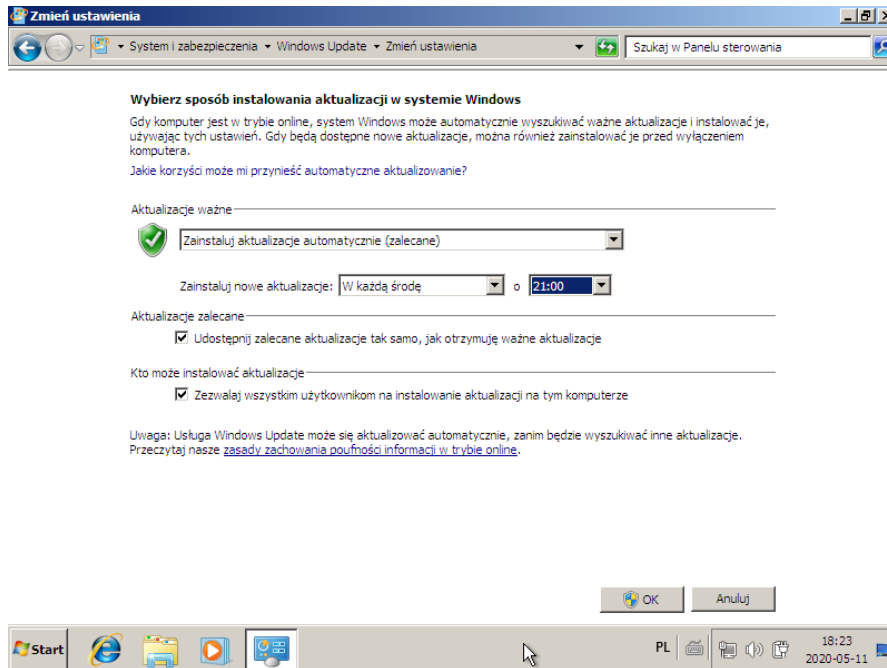 Zmień ustawienia
System i zabezpieczenia Windows Update Zmień ustawienia
Szukaj w Panelu sterowania
Wybierz sposób instalowania aktualizacji w systemie Windows
Gdy komputer jest w trybie online, system Windows może automatycznie wyszukiwać ważne aktualizacje i instalować je,
używając tych ustawień. Gdy będą dostępne nowe aktualizacje, można również zainstalować je przed wyłączeniem
komputera.
Jakie korzyści może mi przynieść automatyczne aktualizowanie?
Aktualizacje ważne
Zainstaluj aktualizacje automatycznie (zalecane)
Zainstaluj nowe aktualizacje: W każdą środę o 21:00
Aktualizacje zalecane
Udostępnij zalecane aktualizacje tak samo, jak otrzymuję ważne aktualizacje
Kto może instalować aktualizacje
Zezwalaj wszystkim użytkownikom na instalowanie aktualizacji na tym komputerze
Uwaga: Usługa Windows Update może się aktualizować automatycznie, zanim będzie wyszukiwać inne aktualizacje.
Przeczytaj nasze zasady zachowania poufności informacji w trybie online.
OK Anuluj
Start PL 18:23
2020-05-11